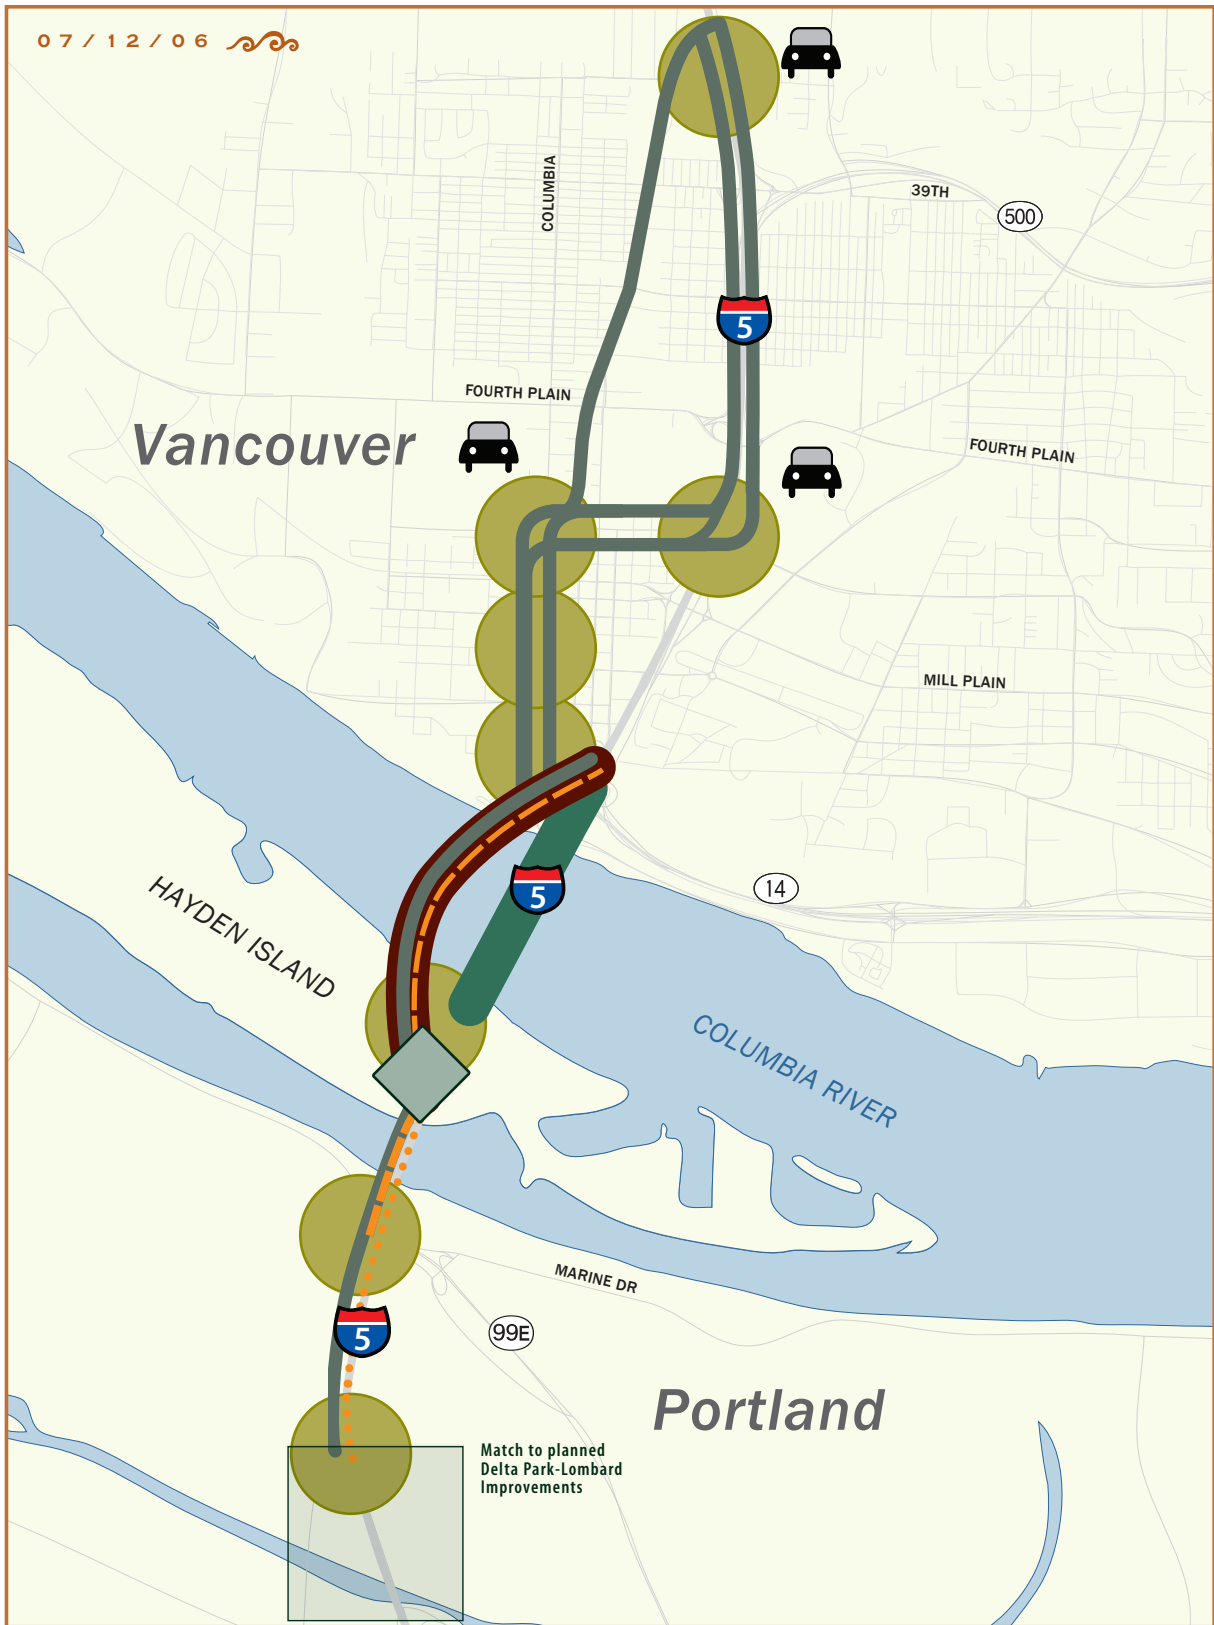 07/12/06
COLUMBIA
39TH
500
5
FOURTH PLAIN
Vancouver
FOURTH PLAIN
MILL PLAIN
14
5
HAYDEN ISLAND
COLUMBIA RIVER
MARINE DR
5
99E
Portland
Match to planned
Delta Park-Lombard
Improvements